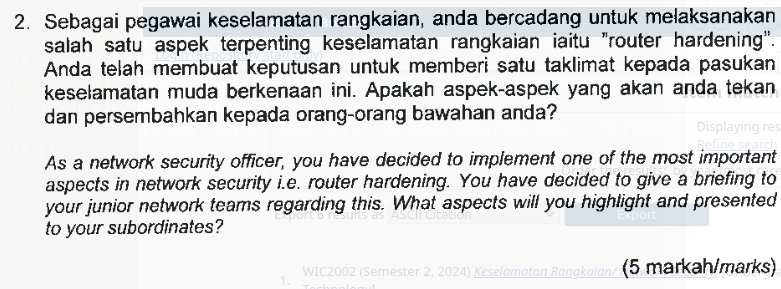 2. Sebagai pegawai keselamatan rangkaian, anda bercadang untuk melaksanakan
salah satu aspek terpenting keselamatan rangkaian iaitu "router hardening".
Anda telah membuat keputusan untuk memberi satu taklimat kepada pasukan
keselamatan muda berkenaan ini. Apakah aspek-aspek yang akan anda tekan
dan persembahkan kepada orang-orang bawahan anda?
Displaying res
Refine search
As a network security officer, you have decided to implement one of the most important
aspects in network security i.e. router hardening. You have decided to give a briefing to
your junior network teams regarding this. What aspects will you highlight and presented
to your subordinates?
Export 6 results as ASCII Citation
Export
(5 markah/marks)
1. WIC2002 (Semester 2, 2024) Keselamatan Rangkaian/